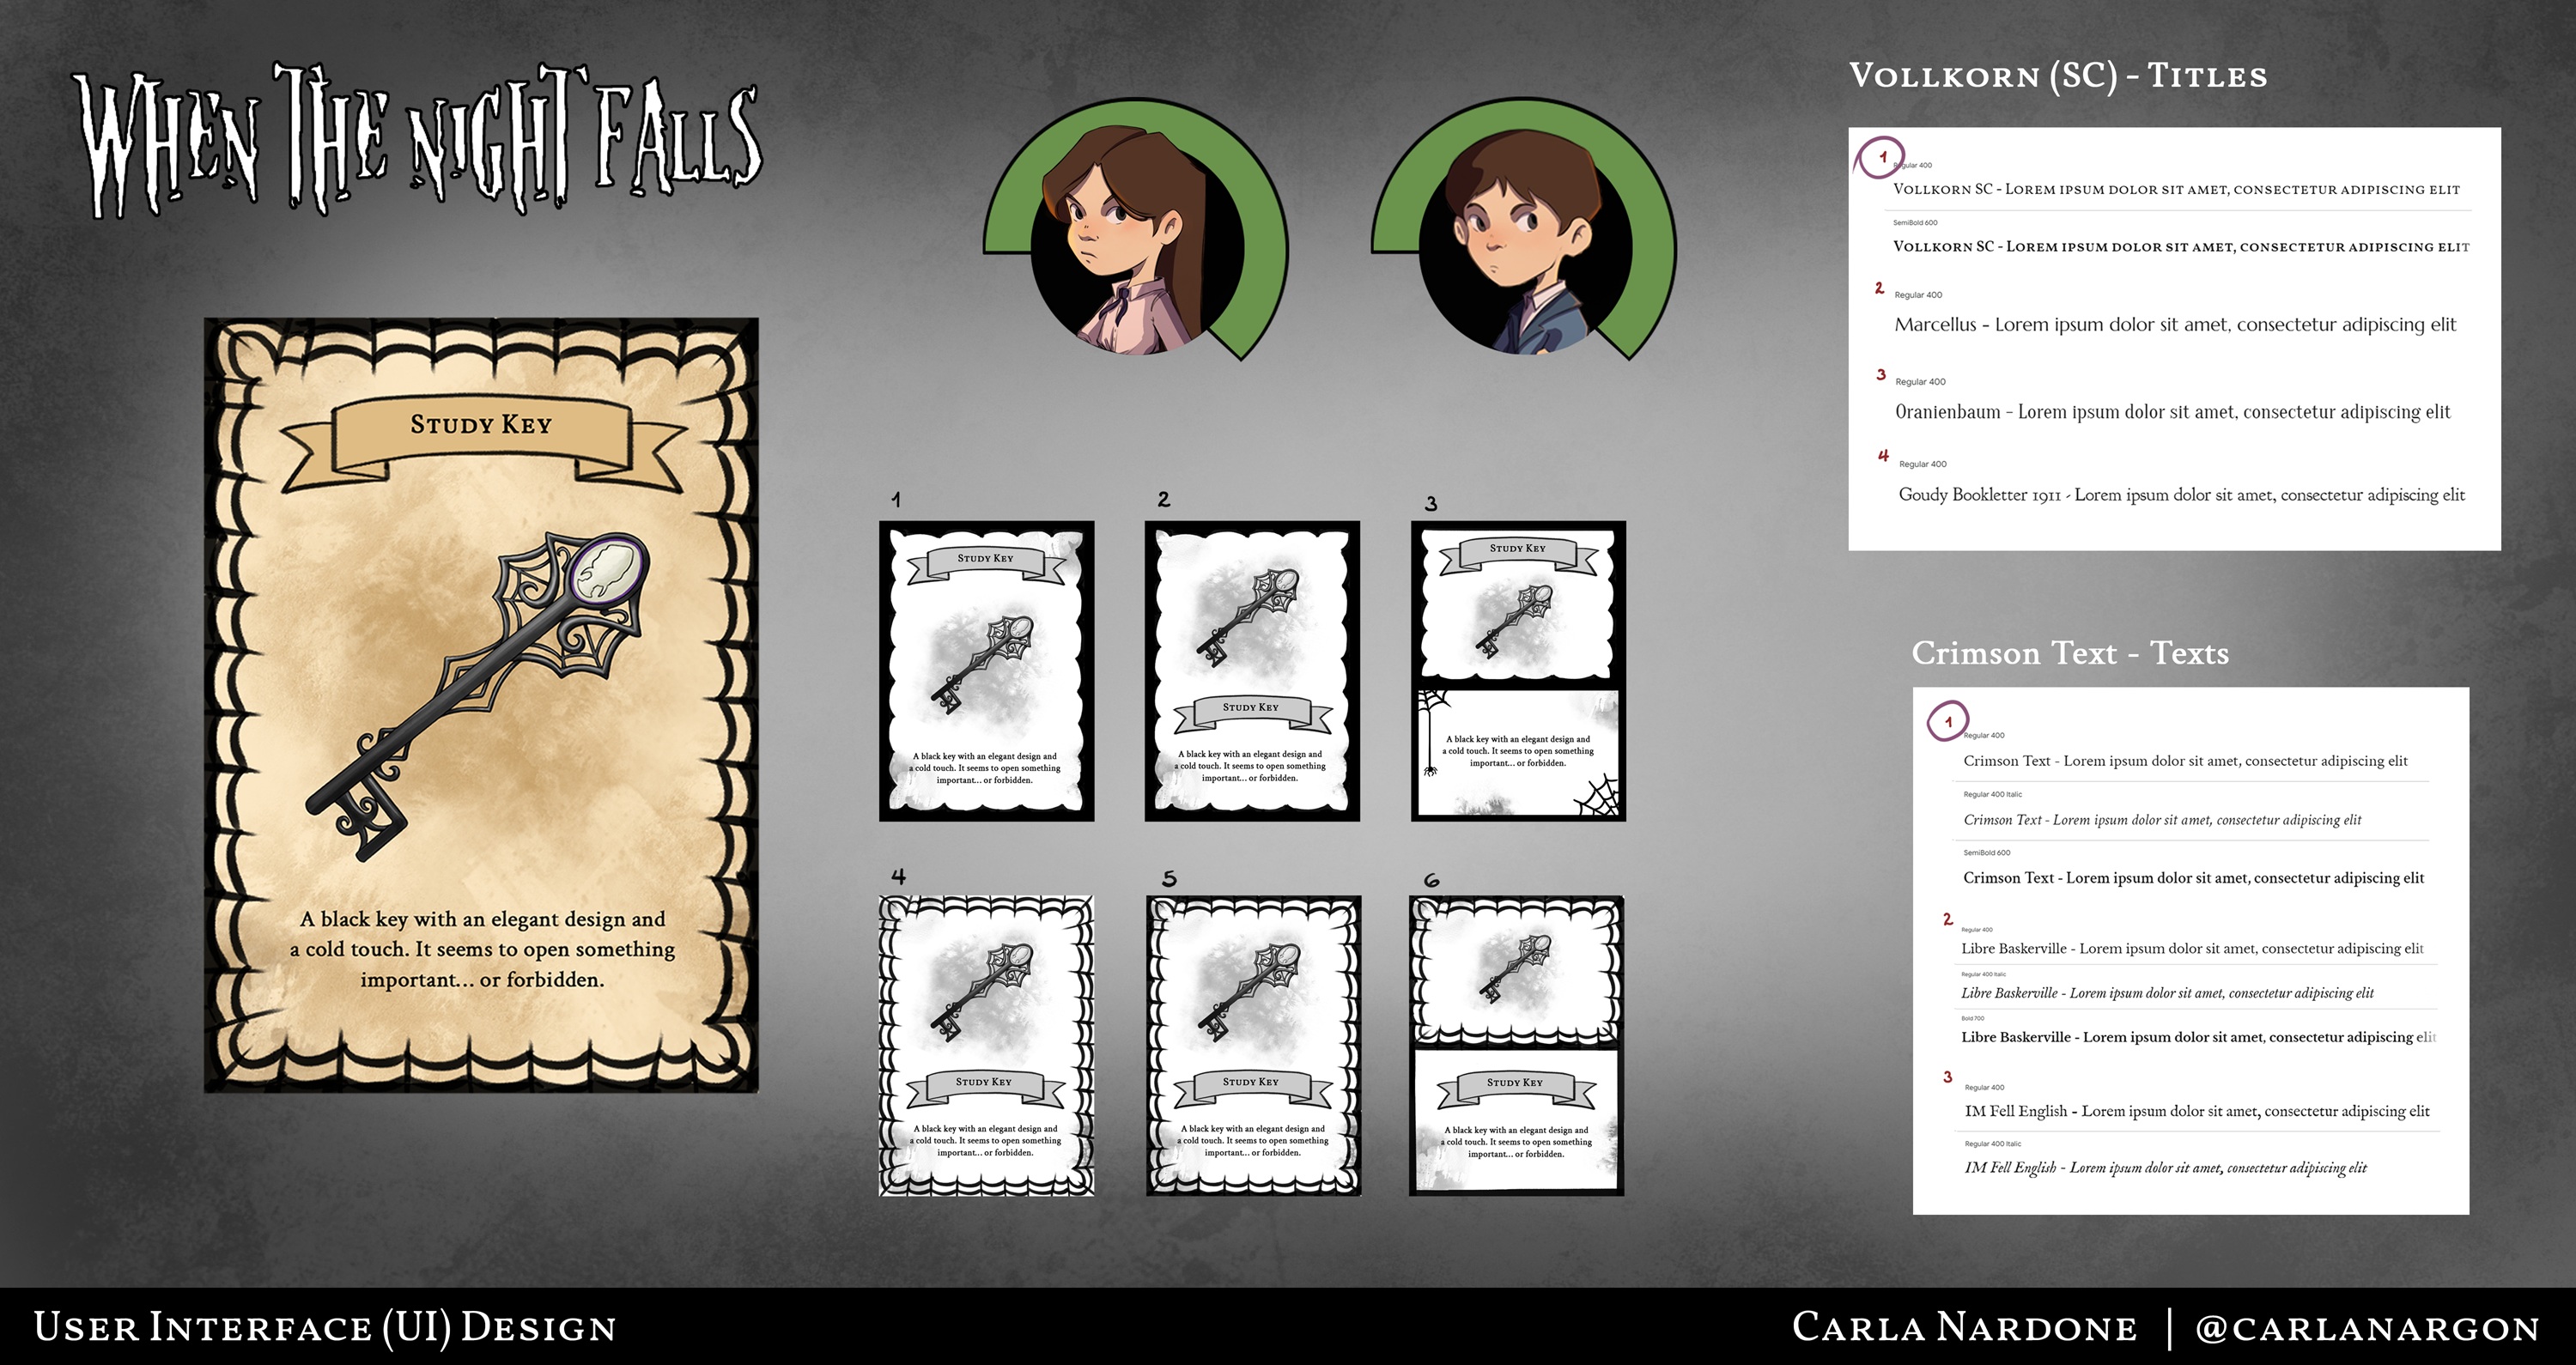 WHEN THE NIGHT FALLS
STUDY KEY
A black key with an elegant design and
a cold touch. It seems to open something
important... or forbidden.
1
STUDY KEY
A black key with an elegant design and
a cold touch. It seems to open something
important... or forbidden.
2
STUDY KEY
A black key with an elegant design and
a cold touch. It seems to open something
important... or forbidden.
3
STUDY KEY
A black key with an elegant design and
a cold touch. It seems to open something
important... or forbidden.
4
STUDY KEY
A black key with an elegant design and
a cold touch. It seems to open something
important... or forbidden.
5
STUDY KEY
A black key with an elegant design and
a cold touch. It seems to open something
important... or forbidden.
6
STUDY KEY
A black key with an elegant design and
a cold touch. It seems to open something
important... or forbidden.
VOLLKORN (SC) - TITLES
1
Regular 400
VOLLKORN SC - LOREM IPSUM DOLOR SIT AMET, CONSECTETUR ADIPISCING ELIT
SemiBold 600
VOLLKORN SC - LOREM IPSUM DOLOR SIT AMET, CONSECTETUR ADIPISCING ELIT
2
Regular 400
Marcellus - Lorem ipsum dolor sit amet, consectetur adipiscing elit
3
Regular 400
Oranienbaum - Lorem ipsum dolor sit amet, consectetur adipiscing elit
4
Regular 400
Goudy Bookletter 1911 - Lorem ipsum dolor sit amet, consectetur adipiscing elit
Crimson Text - Texts
1
Regular 400
Crimson Text - Lorem ipsum dolor sit amet, consectetur adipiscing elit
Regular 400 Italic
Crimson Text - Lorem ipsum dolor sit amet, consectetur adipiscing elit
SemiBold 600
Crimson Text - Lorem ipsum dolor sit amet, consectetur adipiscing elit
2
Regular 400
Libre Baskerville - Lorem ipsum dolor sit amet, consectetur adipiscing elit
Regular 400 Italic
Libre Baskerville - Lorem ipsum dolor sit amet, consectetur adipiscing elit
Bold 700
Libre Baskerville - Lorem ipsum dolor sit amet, consectetur adipiscing elit
3
Regular 400
IM Fell English - Lorem ipsum dolor sit amet, consectetur adipiscing elit
Regular 400 Italic
IM Fell English - Lorem ipsum dolor sit amet, consectetur adipiscing elit
USER INTERFACE (UI) DESIGN
CARLA NARDONE | @CARLANARGON